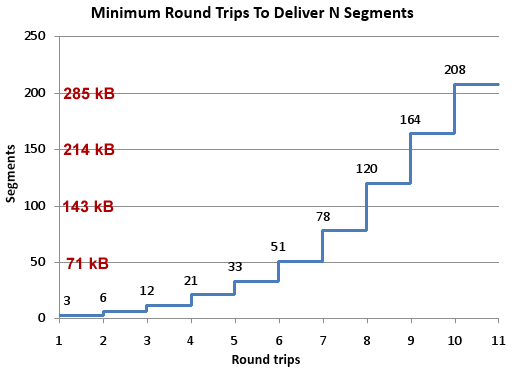 Minimum Round Trips To Deliver N Segments
250
200
150
100
50
0
Segments
285 kB
214 kB
143 kB
71 kB
3
6
12
21
33
51
78
120
164
208
1 2 3 4 5 6 7 8 9 10 11
Round trips